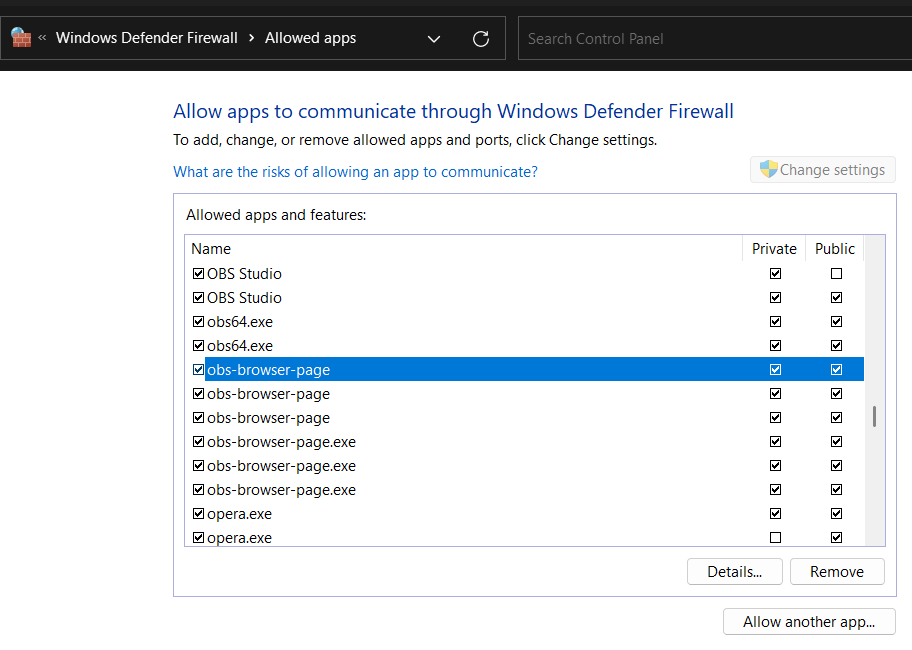 « Windows Defender Firewall › Allowed apps
Search Control Panel
Allow apps to communicate through Windows Defender Firewall
To add, change, or remove allowed apps and ports, click Change settings.
What are the risks of allowing an app to communicate?
Change settings
Allowed apps and features:
Name Private Public
OBS Studio
OBS Studio
obs64.exe
obs64.exe
obs-browser-page
obs-browser-page
obs-browser-page
obs-browser-page.exe
obs-browser-page.exe
obs-browser-page.exe
opera.exe
opera.exe
Details... Remove
Allow another app...